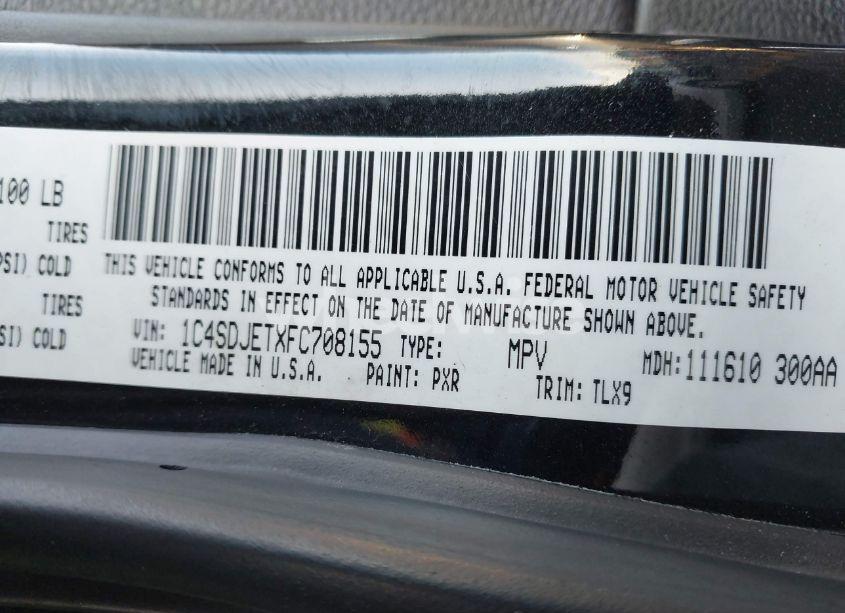 100 LB
TIRES
PSI) COLD
THIS VEHICLE CONFORMS TO ALL APPLICABLE U.S.A. FEDERAL MOTOR VEHICLE SAFETY
TIRES
STANDARDS IN EFFECT ON THE DATE OF MANUFACTURE SHOWN ABOVE.
SI) COLD
VIN: 1C4SDJETXFC708155 TYPE: MPV MDH: 111610 300AA
VEHICLE MADE IN U.S.A. PAINT: PXR TRIM: TLX9